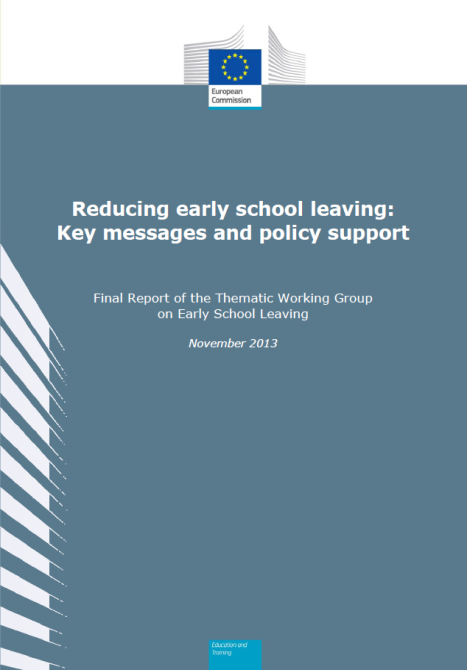 European
Commission
Reducing early school leaving:
Key messages and policy support
Final Report of the Thematic Working Group
on Early School Leaving
November 2013
Education and
Training